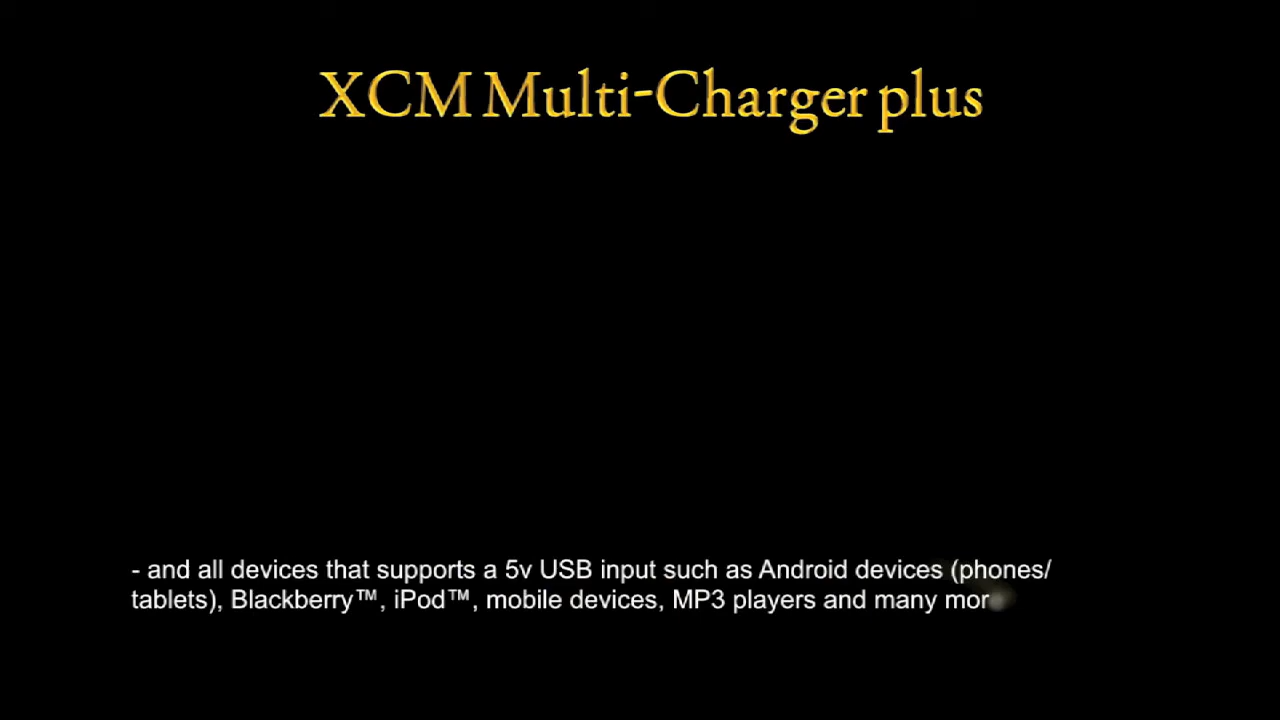 XCM Multi-Charger plus
- and all devices that supports a 5v USB input such as Android devices (phones/
tablets), Blackberry™, iPod™, mobile devices, MP3 players and many mor